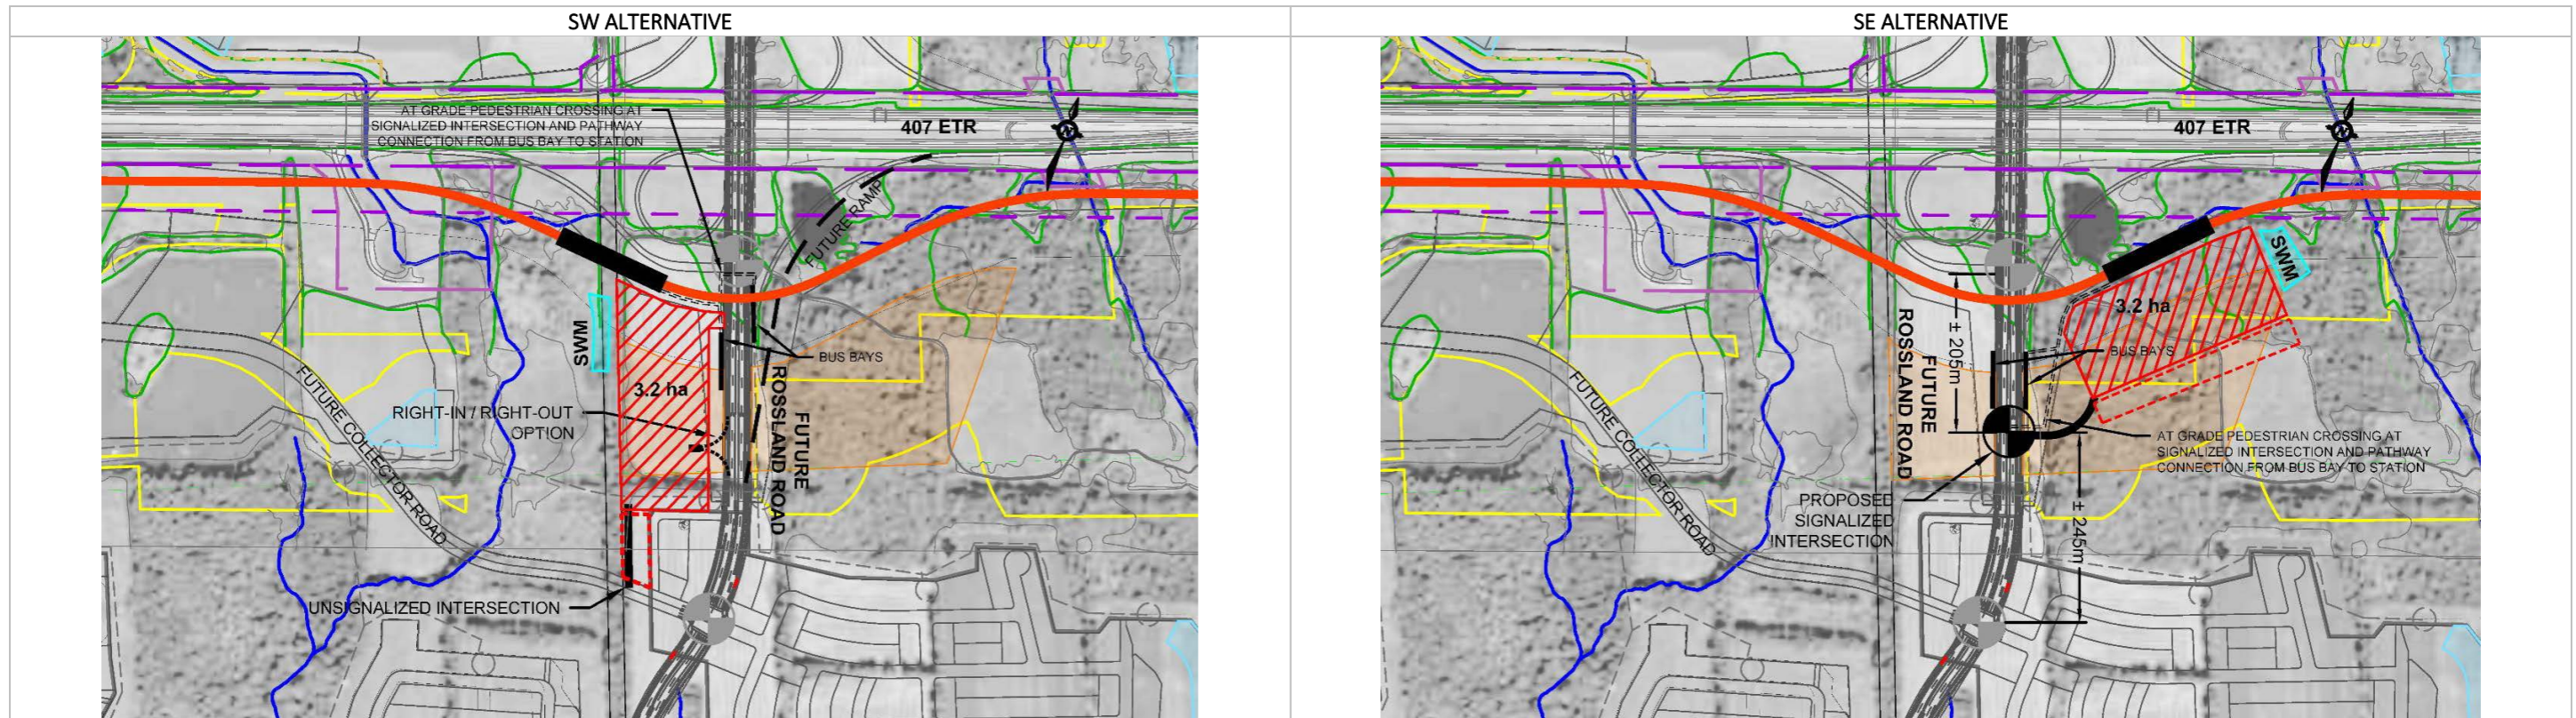 SW ALTERNATIVE
AT GRADE PEDESTRIAN CROSSING AT
SIGNALIZED INTERSECTION AND PATHWAY
CONNECTION FROM BUS BAY TO STATION
407 ETR
N
FUTURE RAMP
SWM
BUS BAYS
3.2 ha
RIGHT-IN / RIGHT-OUT
OPTION
FUTURE
ROSSLAND ROAD
FUTURE COLLECTOR ROAD
UNSIGNALIZED INTERSECTION
SE ALTERNATIVE
407 ETR
N
SWM
3.2 ha
± 205m
BUS BAYS
FUTURE
ROSSLAND ROAD
FUTURE COLLECTOR ROAD
AT GRADE PEDESTRIAN CROSSING AT
SIGNALIZED INTERSECTION AND PATHWAY
CONNECTION FROM BUS BAY TO STATION
PROPOSED
SIGNALIZED
INTERSECTION
± 245m